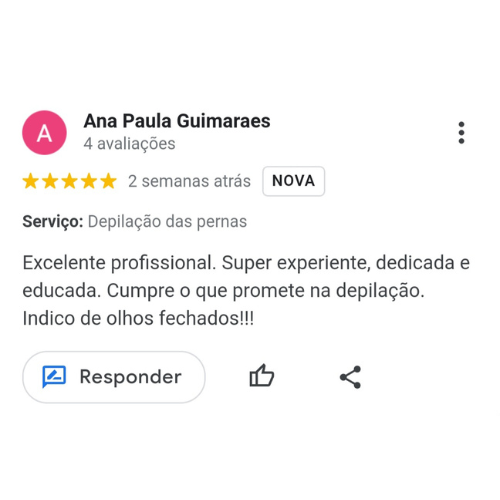 A
Ana Paula Guimaraes
4 avaliações
2 semanas atrás NOVA
Serviço: Depilação das pernas
Excelente profissional. Super experiente, dedicada e
educada. Cumpre o que promete na depilação.
Indico de olhos fechados!!!
Responder